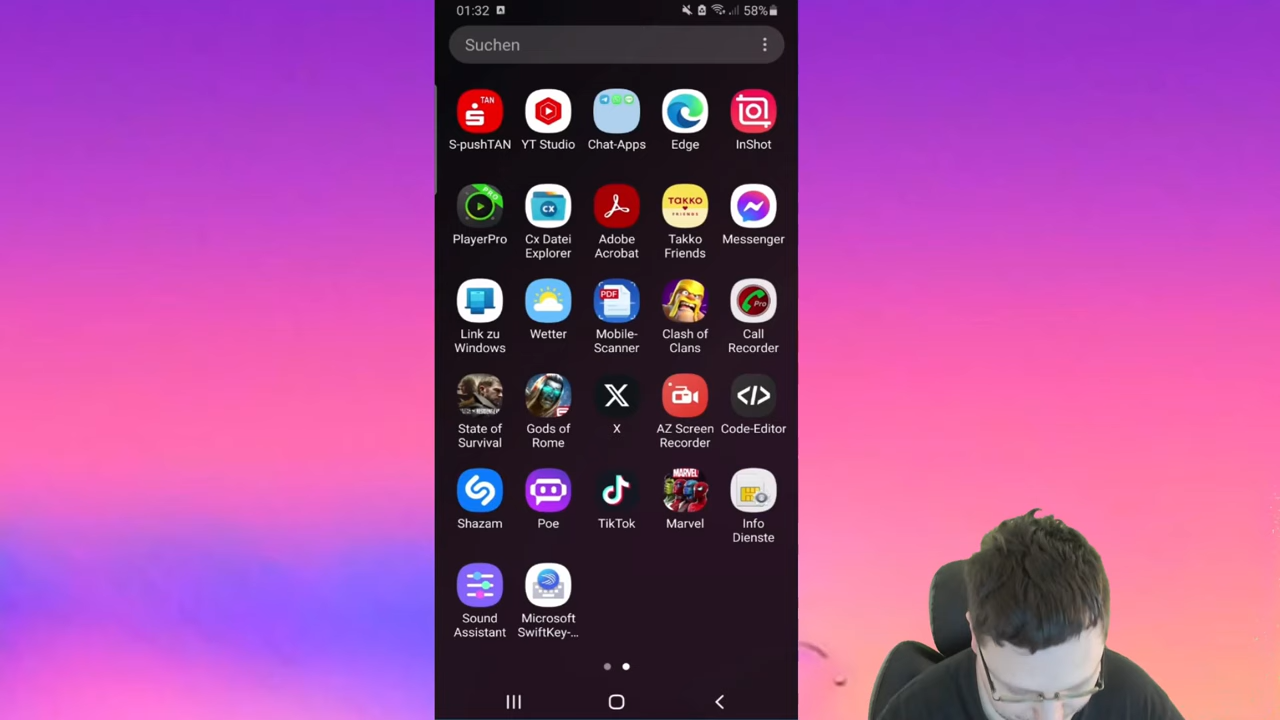 01:32
58%
Suchen
TAN
S-pushTAN
YT Studio
Chat-Apps
Edge
InShot
PRO
CX
TAKKO
FRIENDS
PlayerPro
Cx Datei
Explorer
Adobe
Acrobat
Takko
Friends
Messenger
PDF
Pro
Link zu
Windows
Wetter
Mobile-
Scanner
Clash of
Clans
Call
Recorder
State of
Survival
Gods of
Rome
X
AZ Screen
Recorder
Code-Editor
MARVEL
Shazam
Poe
TikTok
Marvel
Info
Dienste
Sound
Assistant
Microsoft
SwiftKey-...